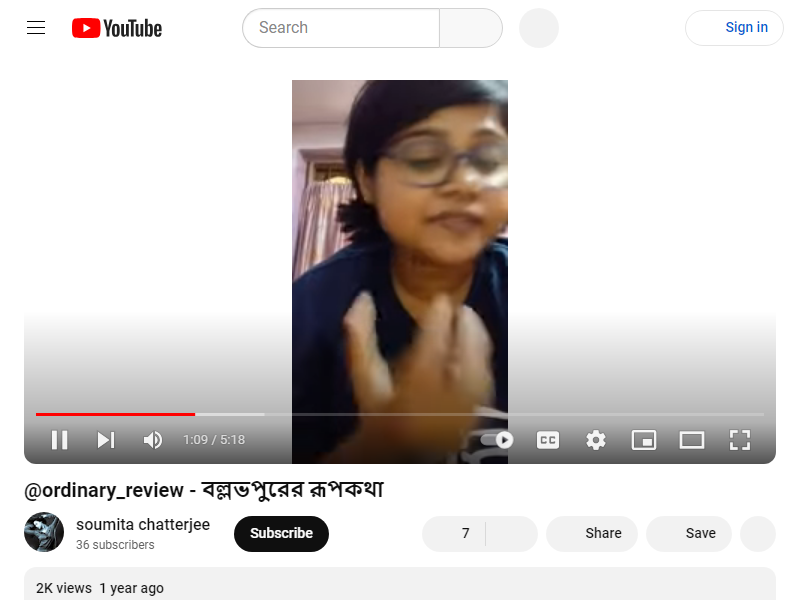 YouTube
Search
Sign in
1:09 / 5:18
CC
@ordinary_review - বল্লভপুরের রূপকথা
soumita chatterjee
36 subscribers
Subscribe
7
Share
Save
2K views 1 year ago